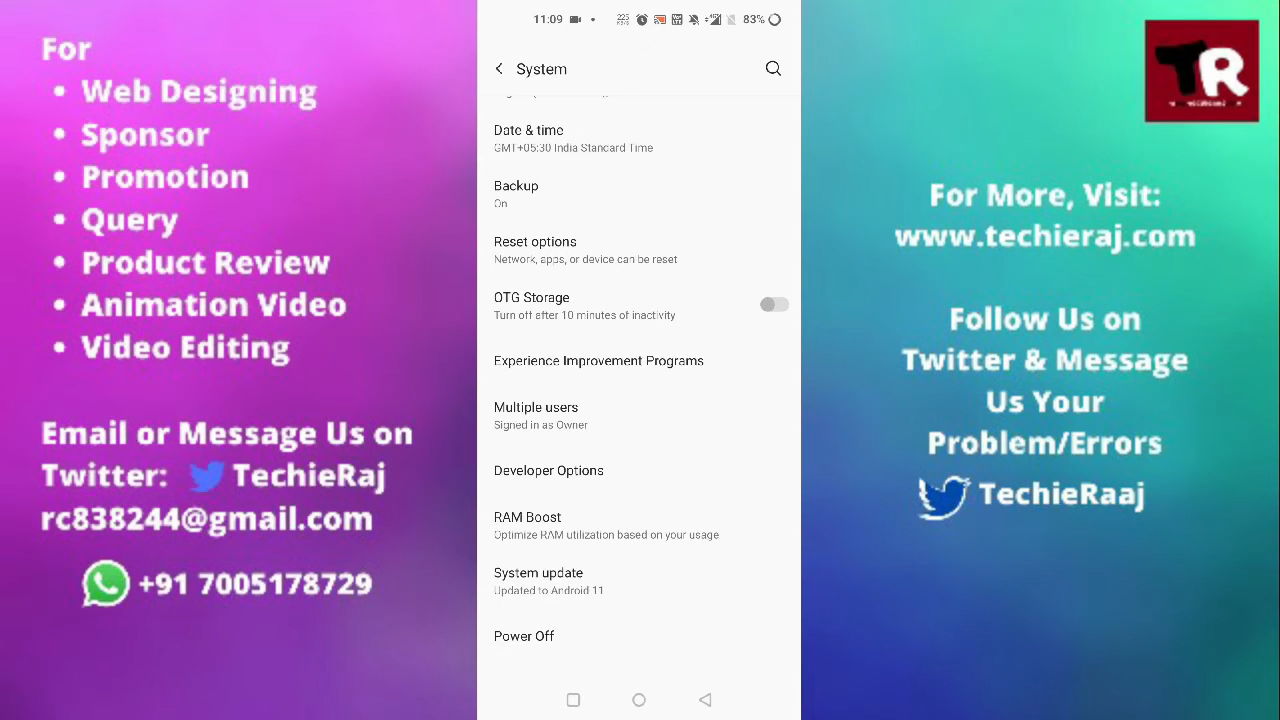 For
• Web Designing
• Sponsor
• Promotion
• Query
• Product Review
• Animation Video
• Video Editing
Email or Message Us on
Twitter: TechieRaj
rc838244@gmail.com
+91 7005178729
11:09
83%
System
Date & time
GMT+05:30 India Standard Time
Backup
On
Reset options
Network, apps, or device can be reset
OTG Storage
Turn off after 10 minutes of inactivity
Experience Improvement Programs
Multiple users
Signed in as Owner
Developer Options
RAM Boost
Optimize RAM utilization based on your usage
System update
Updated to Android 11
Power Off
TR
For More, Visit:
www.techieraj.com
Follow Us on
Twitter & Message
Us Your
Problem/Errors
TechieRaaj